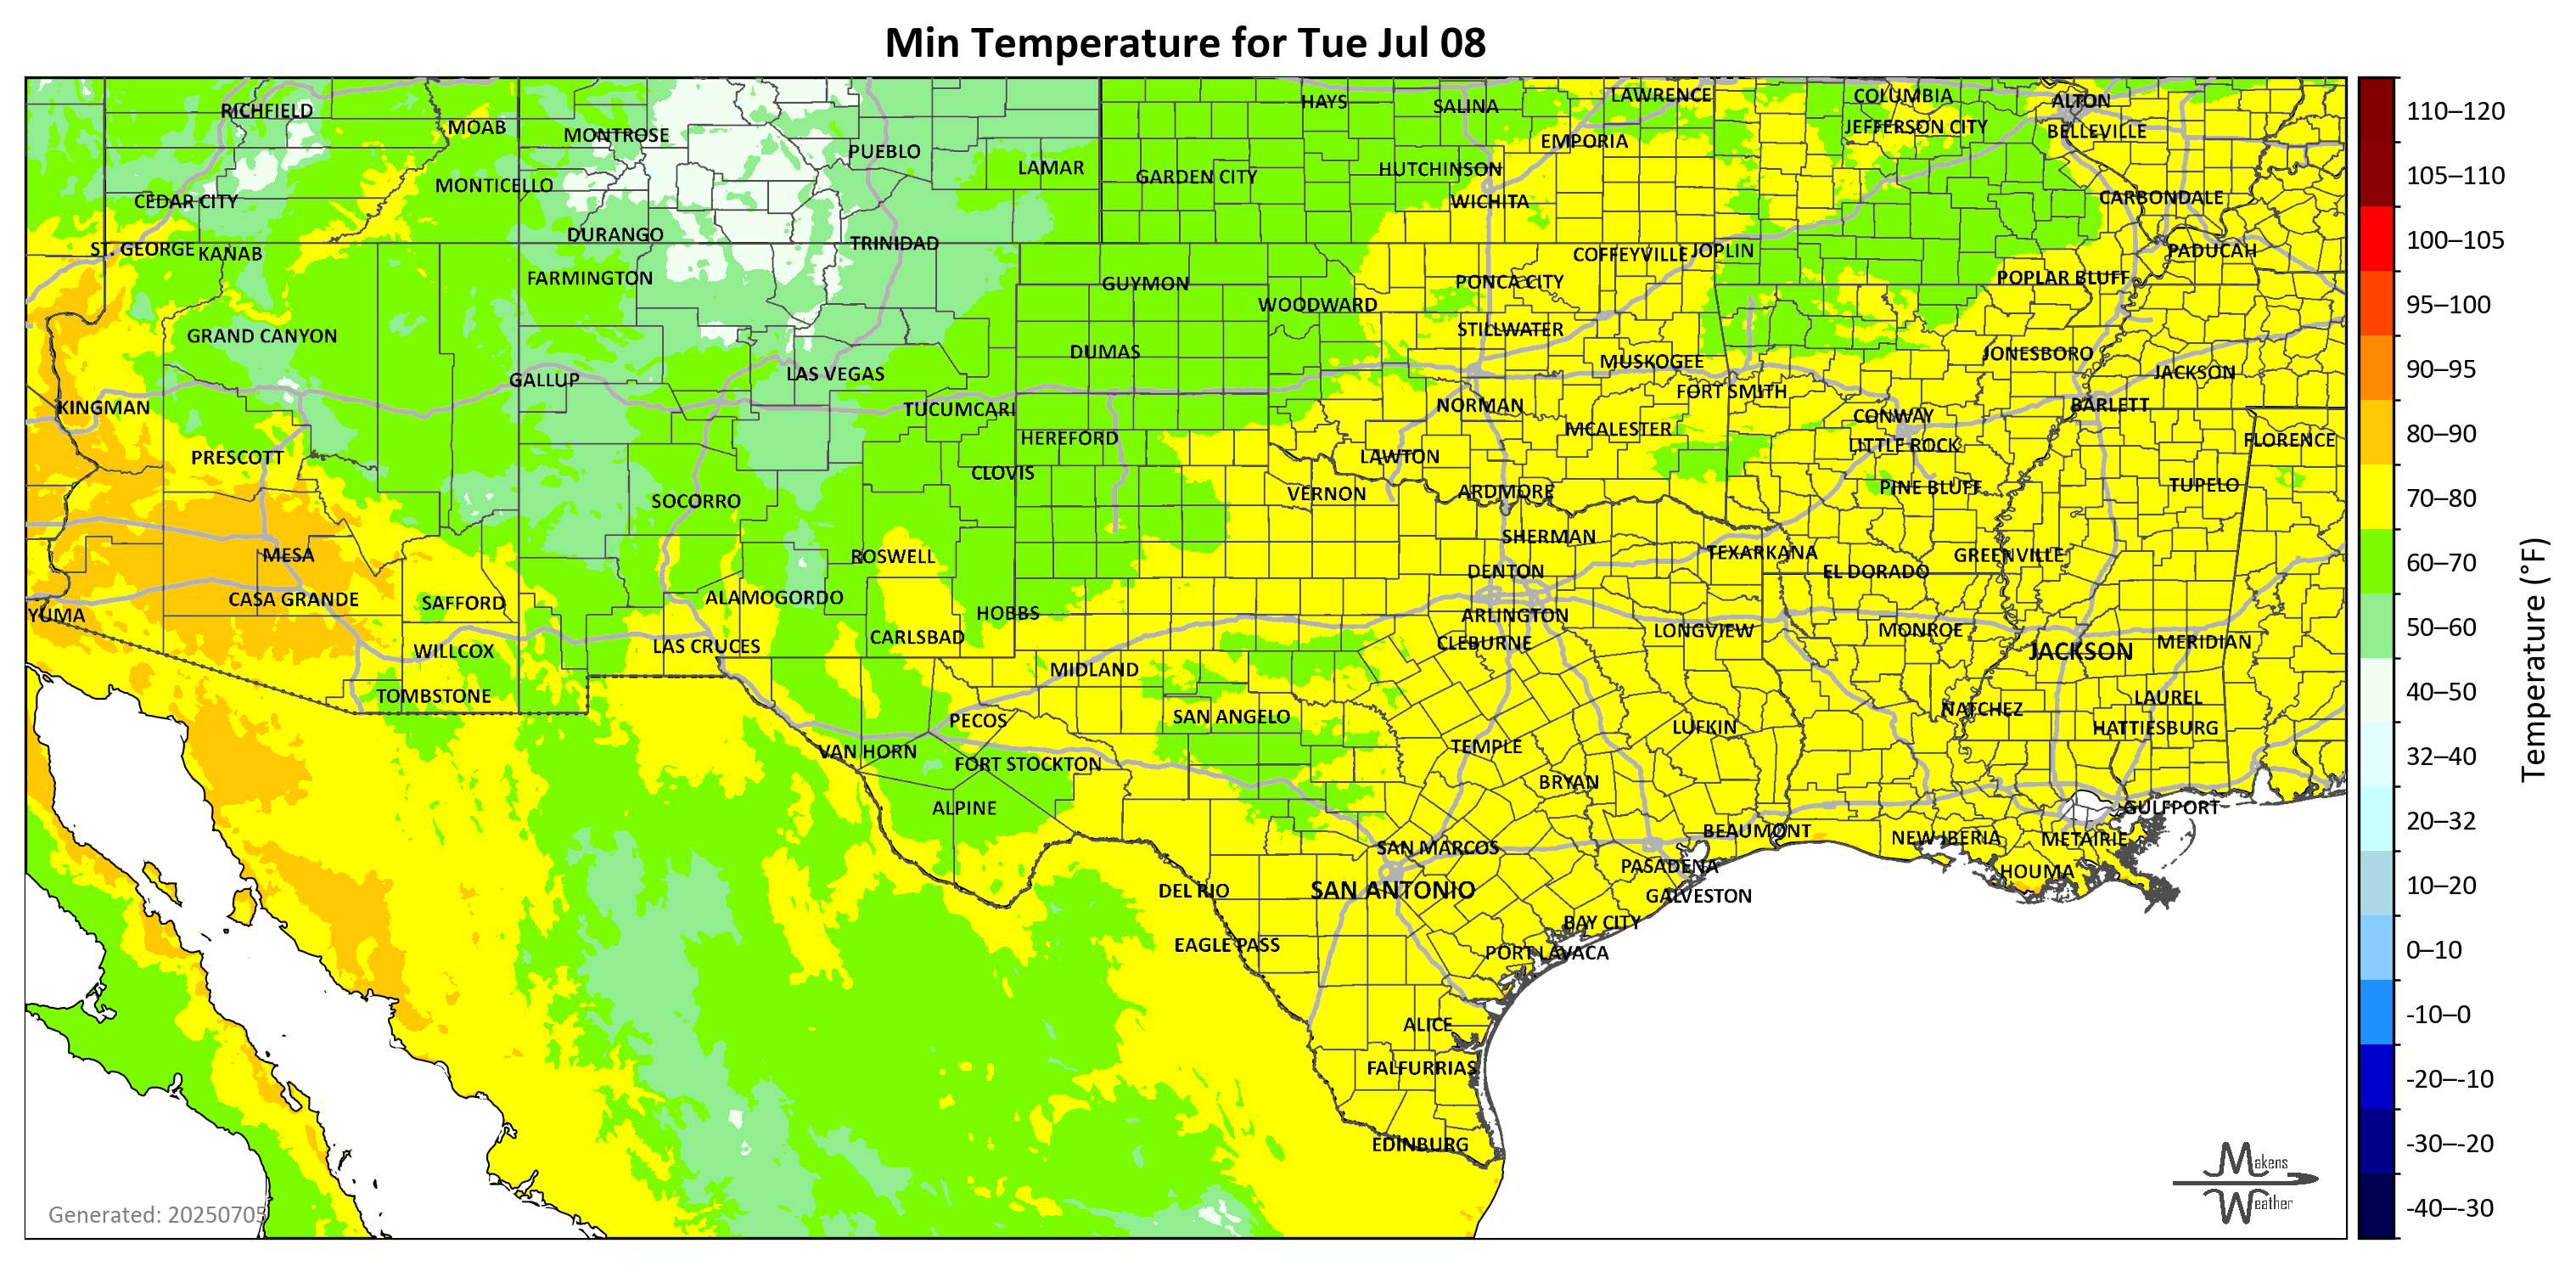 Min Temperature for Tue Jul 08
RICHFIELD
MOAB
MONTROSE
PUEBLO
LAMAR
HAYS
SALINA
LAWRENCE
COLUMBIA
ALTON
JEFFERSON CITY
BELLEVILLE
EMPORIA
HUTCHINSON
GARDEN CITY
MONTICELLO
CEDAR CITY
WICHITA
CARBONDALE
DURANGO
TRINIDAD
ST. GEORGE
KANAB
COFFEYVILLE
JOPLIN
PADUCAH
FARMINGTON
GUYMON
PONCA CITY
POPLAR BLUFF
WOODWARD
GRAND CANYON
STILLWATER
DUMAS
MUSKOGEE
JONESBORO
LAS VEGAS
JACKSON
GALLUP
FORT SMITH
KINGMAN
TUCUMCARI
NORMAN
CONWAY
BARLETT
HEREFORD
MCALESTER
LITTLE ROCK
FLORENCE
PRESCOTT
CLOVIS
LAWTON
PINE BLUFF
TUPELO
SOCORRO
VERNON
ARDMORE
SHERMAN
MESA
ROSWELL
TEXARKANA
GREENVILLE
DENTON
EL DORADO
CASA GRANDE
SAFFORD
ALAMOGORDO
HOBBS
YUMA
ARLINGTON
CARLSBAD
CLEBURNE
LONGVIEW
MONROE
MERIDIAN
WILLCOX
LAS CRUCES
JACKSON
MIDLAND
TOMBSTONE
LAUREL
PECOS
SAN ANGELO
NATCHEZ
HATTIESBURG
LUFKIN
VAN HORN
FORT STOCKTON
TEMPLE
BRYAN
ALPINE
GULFPORT
BEAUMONT
NEW IBERIA
METAIRIE
SAN MARCOS
PASADENA
HOUMA
DEL RIO
SAN ANTONIO
GALVESTON
BAY CITY
EAGLE PASS
PORT LAVACA
ALICE
FALFURRIAS
EDINBURG
Generated: 20250705
Makens
Weather
110–120
105–110
100–105
95–100
90–95
80–90
70–80
60–70
50–60
40–50
32–40
20–32
10–20
0–10
-10–0
-20–-10
-30–-20
-40–-30
Temperature (°F)